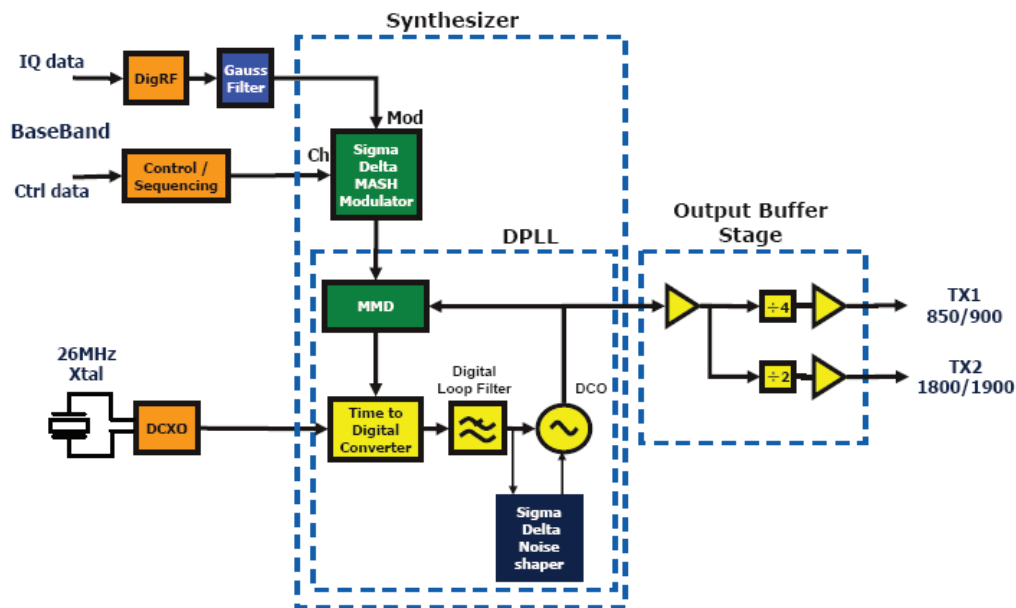 Synthesizer
IQ data
DigRF
Gauss
Filter
Mod
BaseBand
Ch
Sigma
Delta
MASH
Modulator
Control /
Sequencing
Ctrl data
Output Buffer
Stage
DPLL
MMD
÷4
TX1
850/900
26MHz
Xtal
Digital
Loop Filter
DCO
÷2
TX2
1800/1900
DCXO
Time to
Digital
Converter
Sigma
Delta
Noise
shaper